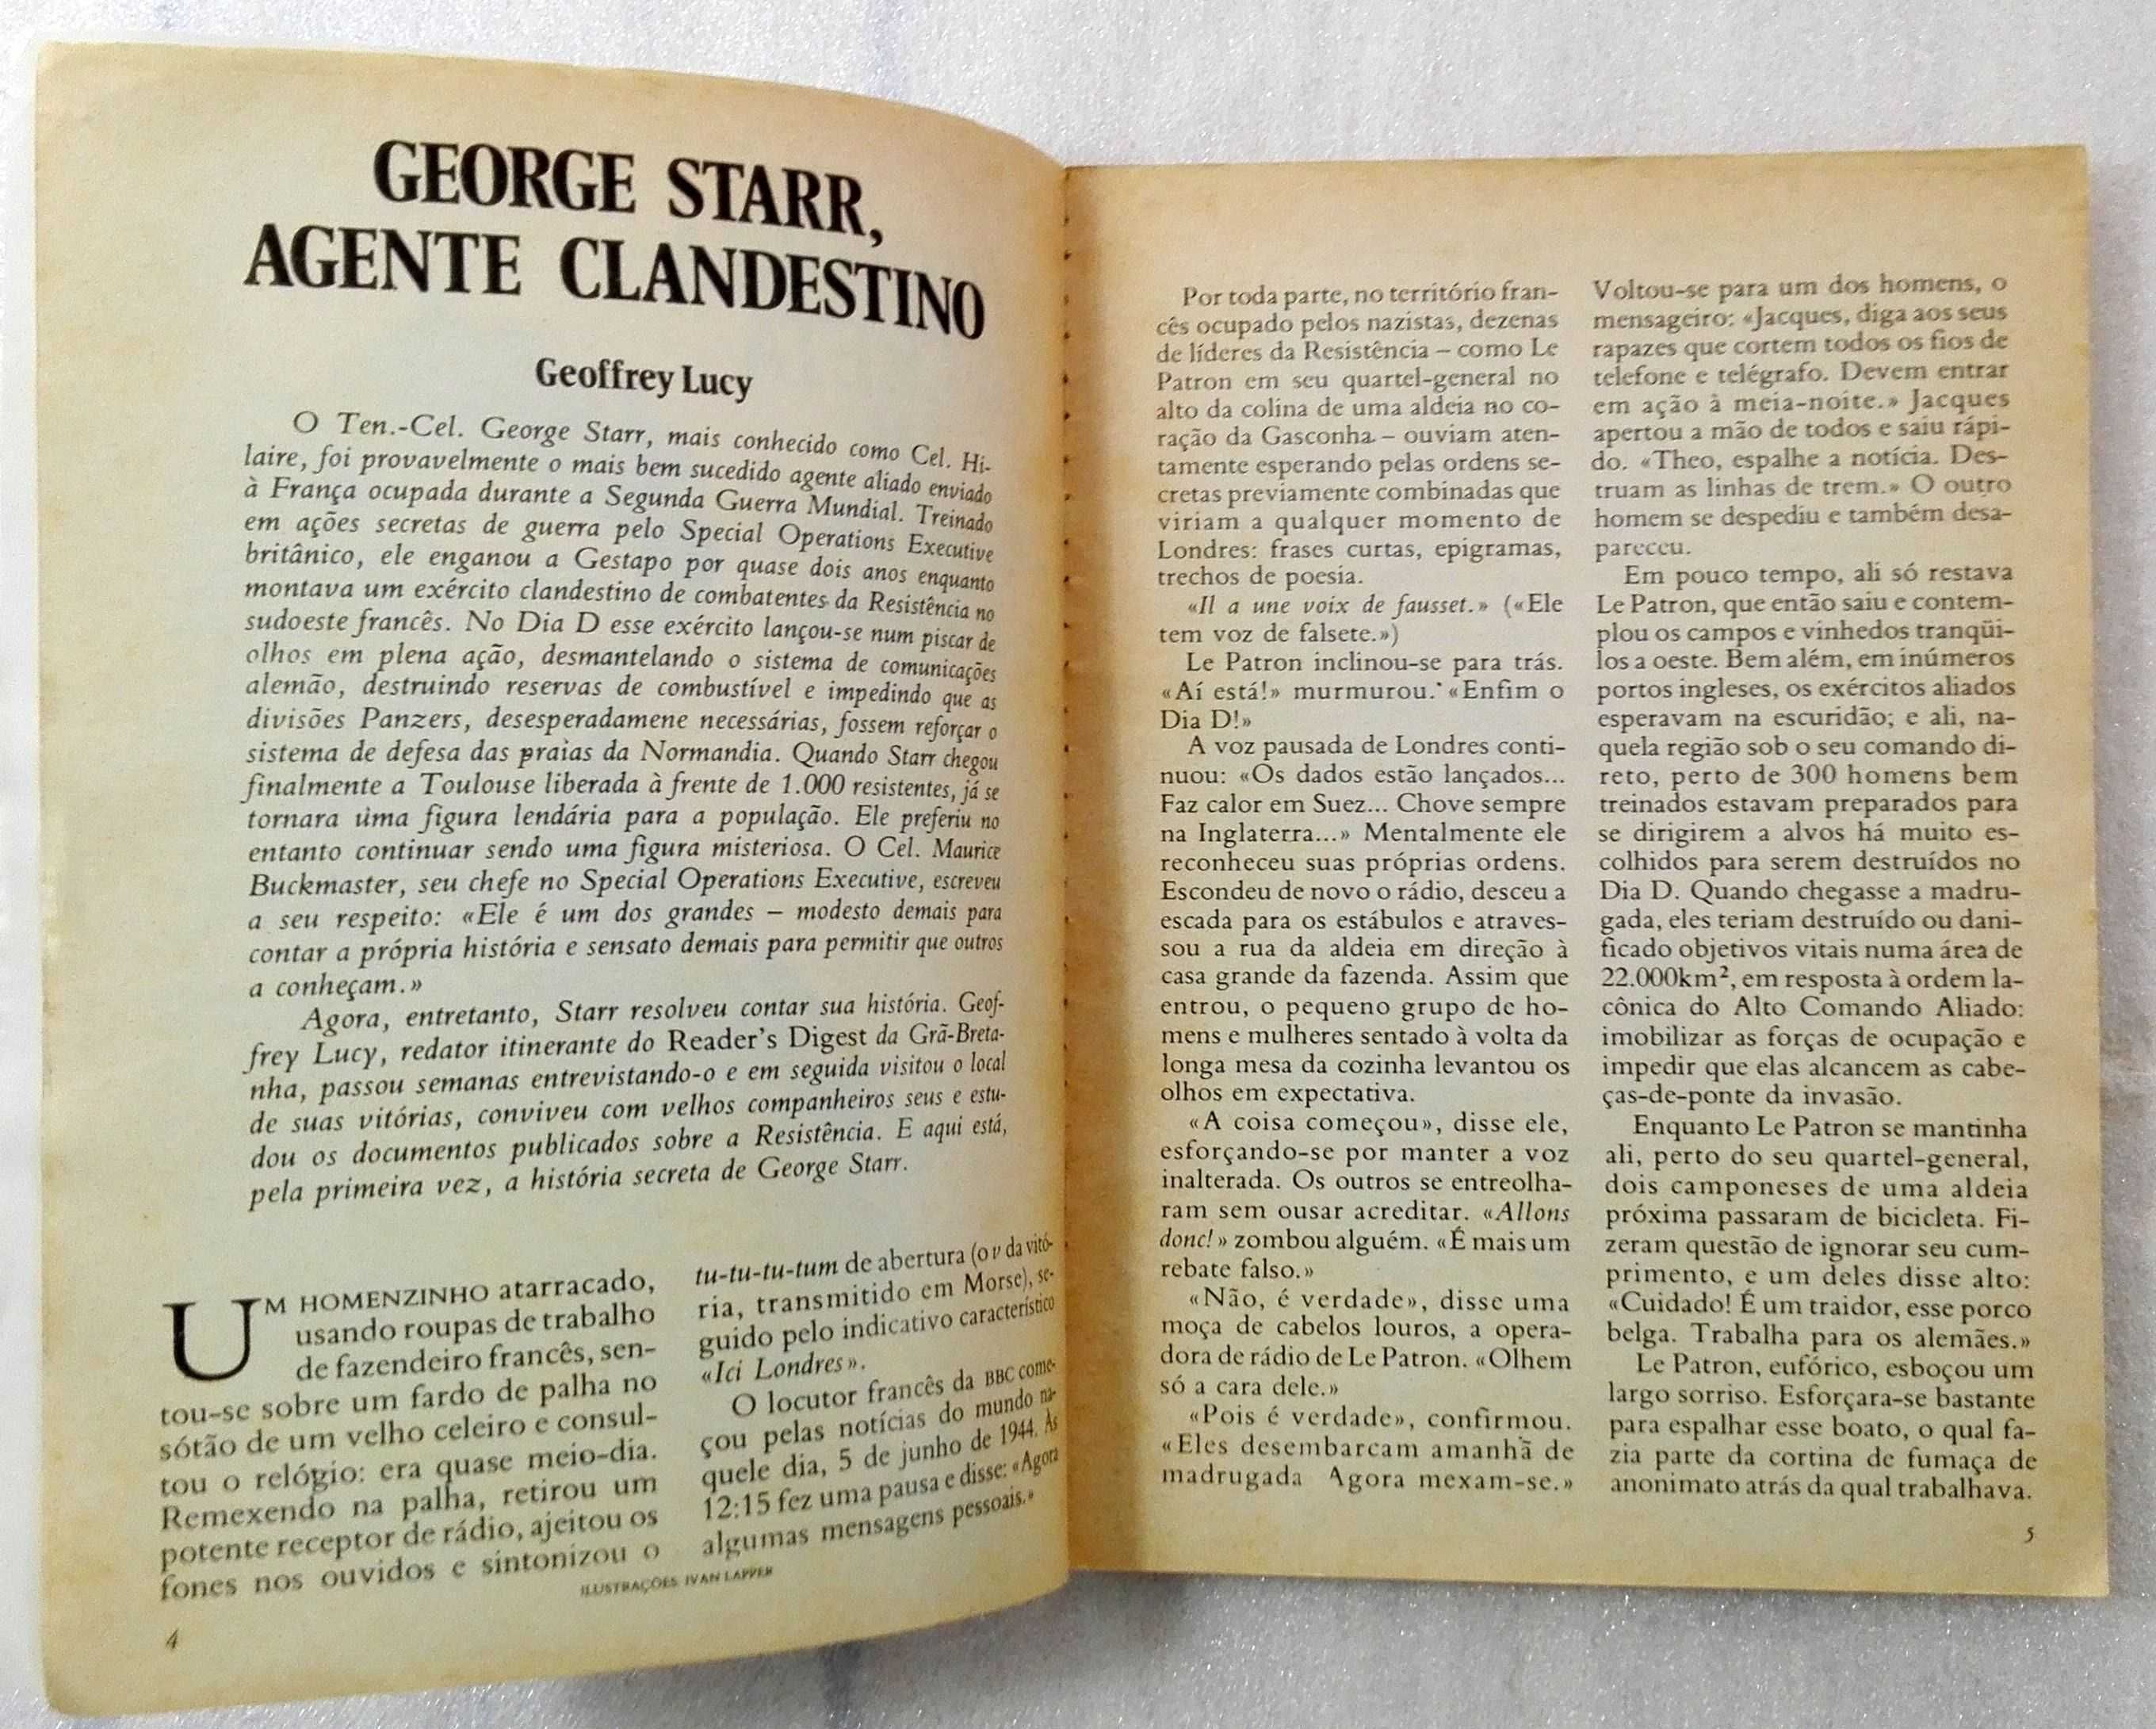 GEORGE STARR,
AGENTE CLANDESTINO
Geoffrey Lucy
O Ten.-Cel. George Starr, mais conhecido como Cel. Hi-
laire, foi provavelmente o mais bem sucedido agente aliado enviado
à França ocupada durante a Segunda Guerra Mundial. Treinado
em ações secretas de guerra pelo Special Operations Executive
britânico, ele enganou a Gestapo por quase dois anos enquanto
montava um exército clandestino de combatentes da Resistência no
sudoeste francês. No Dia D esse exército lançou-se num piscar de
olhos em plena ação, desmantelando o sistema de comunicações
alemão, destruindo reservas de combustível e impedindo que as
divisões Panzers, desesperadamene necessárias, fossem reforçar o
sistema de defesa das praias da Normandia. Quando Starr chegou
finalmente a Toulouse liberada à frente de 1.000 resistentes, já se
tornara uma figura lendária para a população. Ele preferiu no
entanto continuar sendo uma figura misteriosa. O Cel. Maurice
Buckmaster, seu chefe no Special Operations Executive, escreveu
a seu respeito: «Ele é um dos grandes – modesto demais para
contar a própria história e sensato demais para permitir que outros
a conheçam.»
Agora, entretanto, Starr resolveu contar sua história. Geof-
frey Lucy, redator itinerante do Reader's Digest da Grã-Breta-
nha, passou semanas entrevistando-o e em seguida visitou o local
de suas vitórias, conviveu com velhos companheiros seus e estu-
dou os documentos publicados sobre a Resistência. E aqui está,
pela primeira vez, a história secreta de George Starr.
UM HOMENZINHO atarracado,
usando roupas de trabalho
de fazendeiro francês, sen-
tou-se sobre um fardo de palha no
sótão de um velho celeiro e consul-
tou o relógio: era quase meio-dia.
Remexendo na palha, retirou um
potente receptor de rádio, ajeitou os
fones nos ouvidos e sintonizou o
tu-tu-tu-tum de abertura (o v da vitó-
ria, transmitido em Morse), se-
guido pelo indicativo característico
«Ici Londres».
O locutor francês da BBC come-
çou pelas notícias do mundo na-
quele dia, 5 de junho de 1944. Às
12:15 fez uma pausa e disse: «Agora
algumas mensagens pessoais.»
ILUSTRAÇÕES IVAN LAPPER
4
Por toda parte, no território fran-
cês ocupado pelos nazistas, dezenas
de líderes da Resistência – como Le
Patron em seu quartel-general no
alto da colina de uma aldeia no co-
ração da Gasconha – ouviam aten-
tamente esperando pelas ordens se-
cretas previamente combinadas que
viriam a qualquer momento de
Londres: frases curtas, epigramas,
trechos de poesia.
«Il a une voix de fausset.» («Ele
tem voz de falsete.»)
Le Patron inclinou-se para trás.
«Aí está!» murmurou. «Enfim o
Dia D!»
A voz pausada de Londres conti-
nuou: «Os dados estão lançados...
Faz calor em Suez... Chove sempre
na Inglaterra...» Mentalmente ele
reconheceu suas próprias ordens.
Escondeu de novo o rádio, desceu a
escada para os estábulos e atraves-
sou a rua da aldeia em direção à
casa grande da fazenda. Assim que
entrou, o pequeno grupo de ho-
mens e mulheres sentado à volta da
longa mesa da cozinha levantou os
olhos em expectativa.
«A coisa começou», disse ele,
esforçando-se por manter a voz
inalterada. Os outros se entreolha-
ram sem ousar acreditar. «Allons
donc!» zombou alguém. «É mais um
rebate falso.»
«Não, é verdade», disse uma
moça de cabelos louros, a opera-
dora de rádio de Le Patron. «Olhem
só a cara dele.»
«Pois é verdade», confirmou.
«Eles desembarcam amanhã de
madrugada Agora mexam-se.»
Voltou-se para um dos homens, o
mensageiro: «Jacques, diga aos seus
rapazes que cortem todos os fios de
telefone e telégrafo. Devem entrar
em ação à meia-noite.» Jacques
apertou a mão de todos e saiu rápi-
do. «Theo, espalhe a notícia. Des-
truam as linhas de trem.» O outro
homem se despediu e também desa-
pareceu.
Em pouco tempo, ali só restava
Le Patron, que então saiu e contem-
plou os campos e vinhedos tranqüi-
los a oeste. Bem além, em inúmeros
portos ingleses, os exércitos aliados
esperavam na escuridão; e ali, na-
quela região sob o seu comando di-
reto, perto de 300 homens bem
treinados estavam preparados para
se dirigirem a alvos há muito es-
colhidos para serem destruídos no
Dia D. Quando chegasse a madru-
gada, eles teriam destruído ou dani-
ficado objetivos vitais numa área de
22.000km², em resposta à ordem la-
cônica do Alto Comando Aliado:
imobilizar as forças de ocupação e
impedir que elas alcancem as cabe-
ças-de-ponte da invasão.
Enquanto Le Patron se mantinha
ali, perto do seu quartel-general,
dois camponeses de uma aldeia
próxima passaram de bicicleta. Fi-
zeram questão de ignorar seu cum-
primento, e um deles disse alto:
«Cuidado! É um traidor, esse porco
belga. Trabalha para os alemães.»
Le Patron, eufórico, esboçou um
largo sorriso. Esforçara-se bastante
para espalhar esse boato, o qual fa-
zia parte da cortina de fumaça de
anonimato atrás da qual trabalhava.
5